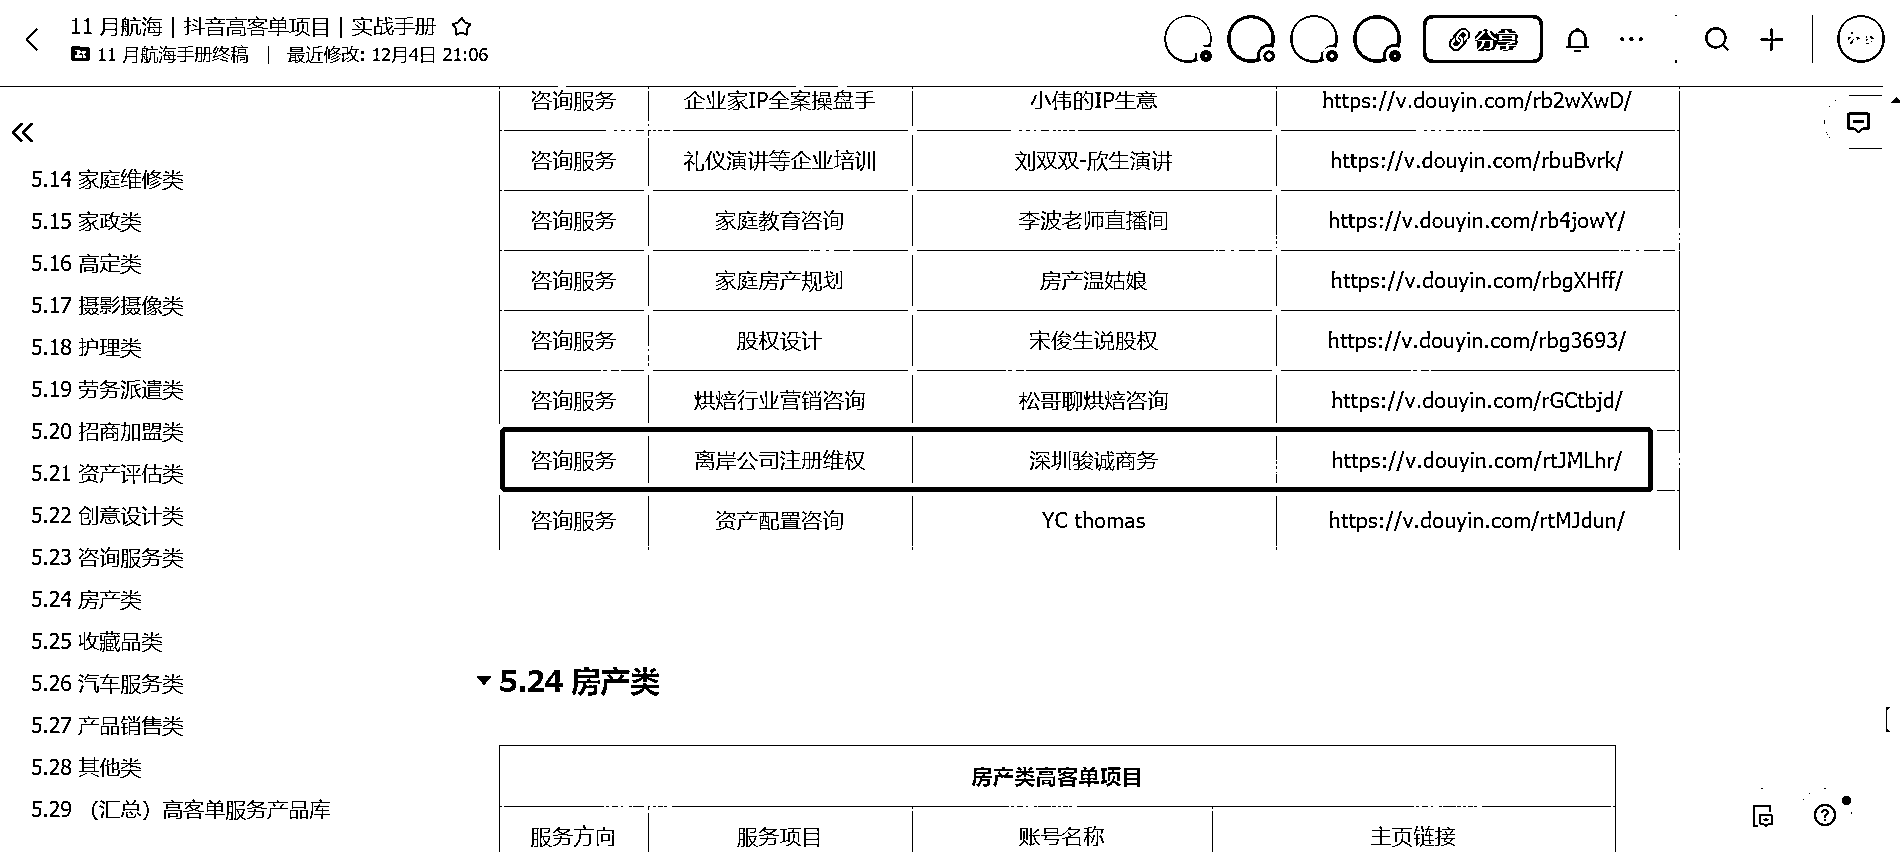 11 月航海 | 抖音高客单项目 | 实战手册
11 月航海手册终稿 | 最近修改: 12月4日 21:06
分享
5.14 家庭维修类
5.15 家政类
5.16 高定类
5.17 摄影摄像类
5.18 护理类
5.19 劳务派遣类
5.20 招商加盟类
5.21 资产评估类
5.22 创意设计类
5.23 咨询服务类
5.24 房产类
5.25 收藏品类
5.26 汽车服务类
5.27 产品销售类
5.28 其他类
5.29 （汇总）高客单服务产品库
咨询服务 企业家IP全案操盘手 小伟的IP生意 https://v.douyin.com/rb2wXwD/
咨询服务 礼仪演讲等企业培训 刘双双-欣生演讲 https://v.douyin.com/rbuBvrk/
咨询服务 家庭教育咨询 李波老师直播间 https://v.douyin.com/rb4jowY/
咨询服务 家庭房产规划 房产温姑娘 https://v.douyin.com/rbgXHff/
咨询服务 股权设计 宋俊生说股权 https://v.douyin.com/rbg3693/
咨询服务 烘焙行业营销咨询 松哥聊烘焙咨询 https://v.douyin.com/rGCtbjd/
咨询服务 离岸公司注册维权 深圳骏诚商务 https://v.douyin.com/rtJMLhr/
咨询服务 资产配置咨询 YC thomas https://v.douyin.com/rtMJdun/
5.24 房产类
房产类高客单项目
服务方向 服务项目 账号名称 主页链接